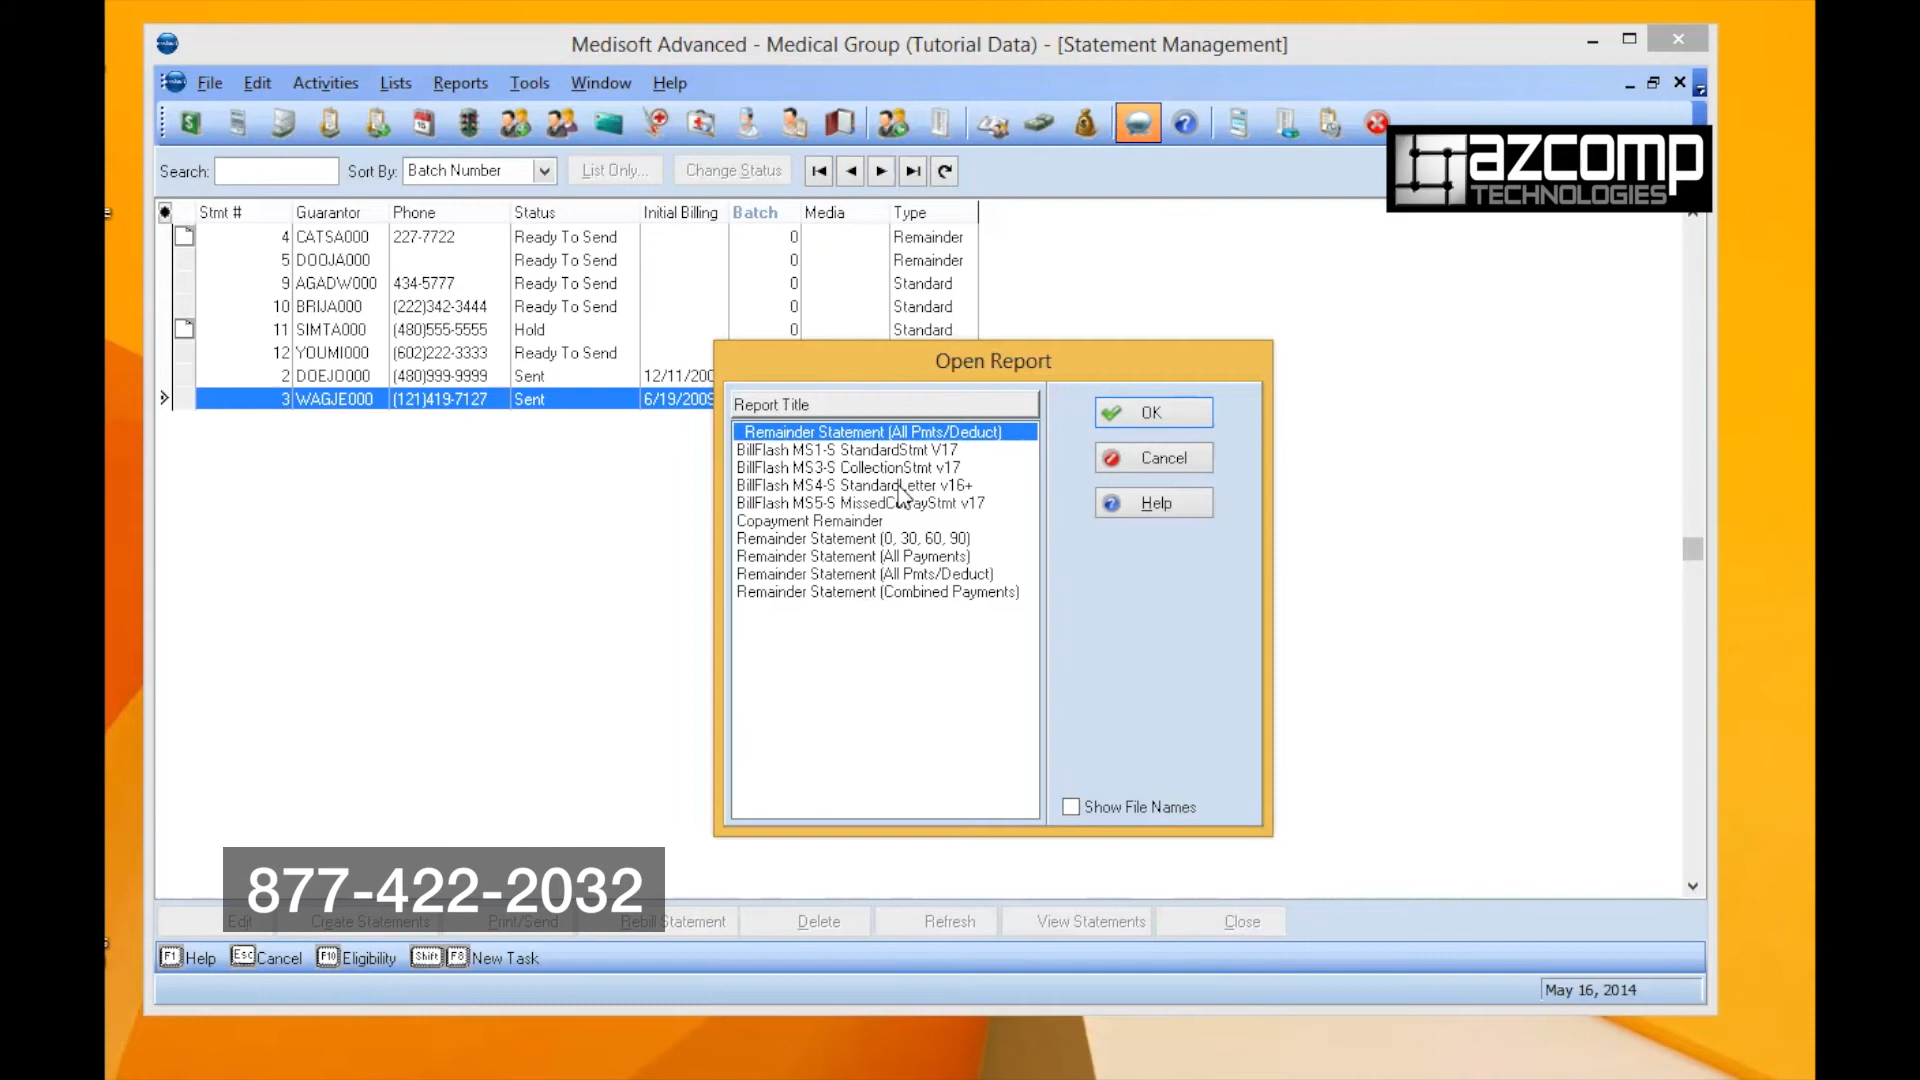 Medisoft Advanced - Medical Group (Tutorial Data) - [Statement Management]
File Edit Activities Lists Reports Tools Window Help
azcomp
TECHNOLOGIES
Search: Sort By: Batch Number List Only... Change Status
Stmt # Guarantor Phone Status Initial Billing Batch Media Type
4 CATSA000 227-7722 Ready To Send 0 Remainder
5 DOOJA000 Ready To Send 0 Remainder
9 AGADW000 434-5777 Ready To Send 0 Standard
10 BRIJA000 (222)342-3444 Ready To Send 0 Standard
11 SIMTA000 (480)555-5555 Hold 0 Standard
12 YOUMI000 (602)222-3333 Ready To Send
2 DOEJO000 (480)999-9999 Sent 12/11/200
3 WAGJE000 (121)419-7127 Sent 6/19/2009
Open Report
Report Title
Remainder Statement (All Pmts/Deduct)
BillFlash MS1-S StandardStmt V17
BillFlash MS3-S CollectionStmt v17
BillFlash MS4-S StandardLetter v16+
BillFlash MS5-S MissedCopayStmt v17
Copayment Remainder
Remainder Statement (0, 30, 60, 90)
Remainder Statement (All Payments)
Remainder Statement (All Pmts/Deduct)
Remainder Statement (Combined Payments)
OK
Cancel
Help
Show File Names
877-422-2032
Edit Create Statements Print/Send Rebill Statement Delete Refresh View Statements Close
F1 Help Esc Cancel F10 Eligibility Shift F8 New Task
May 16, 2014